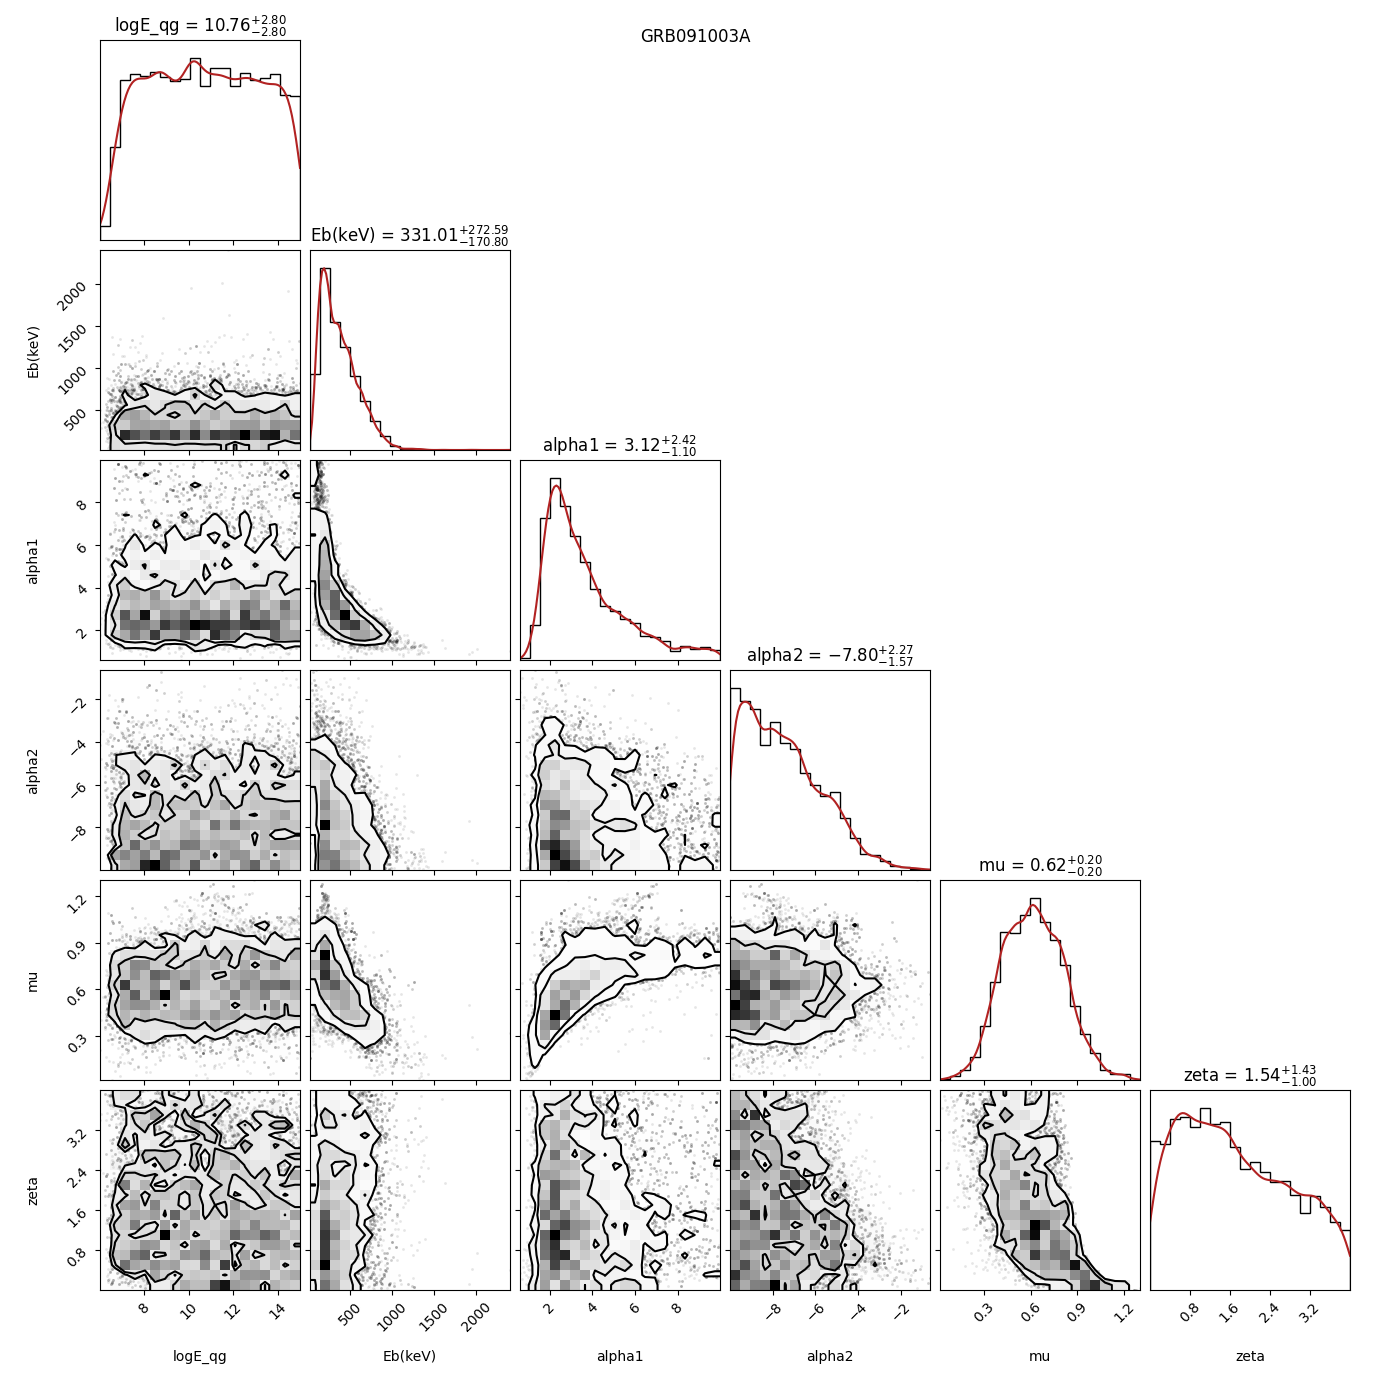 logE_qg = 10.76+2.80 −2.80
GRB091003A
Eb(keV) = 331.01+272.59 −170.80
2000
1500
1000
500
Eb(keV)
alpha1 = 3.12+2.42 −1.10
8
6
4
2
alpha1
alpha2 = −7.80+2.27 −1.57
−2
−4
−6
−8
alpha2
mu = 0.62+0.20 −0.20
1.2
0.9
0.6
0.3
mu
zeta = 1.54+1.43 −1.00
3.2
2.4
1.6
0.8
zeta
8 10 12 14 500 1000 1500 2000 2 4 6 8 −8 −6 −4 −2 0.3 0.6 0.9 1.2 0.8 1.6 2.4 3.2
logE_qg Eb(keV) alpha1 alpha2 mu zeta